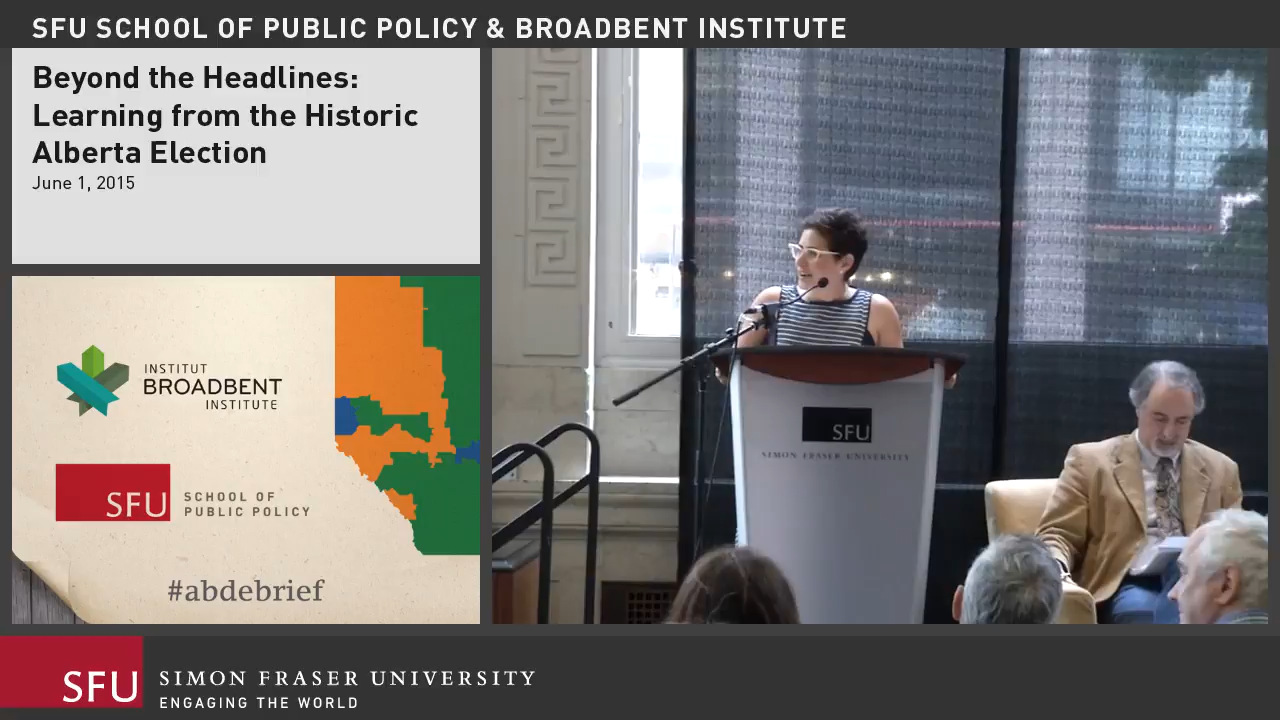 SFU SCHOOL OF PUBLIC POLICY & BROADBENT INSTITUTE
Beyond the Headlines:
Learning from the Historic
Alberta Election
June 1, 2015
INSTITUT
BROADBENT
INSTITUTE
SFU
SCHOOL OF
PUBLIC POLICY
#abdebrief
SFU
SIMON FRASER UNIVERSITY
SFU
SIMON FRASER UNIVERSITY
ENGAGING THE WORLD